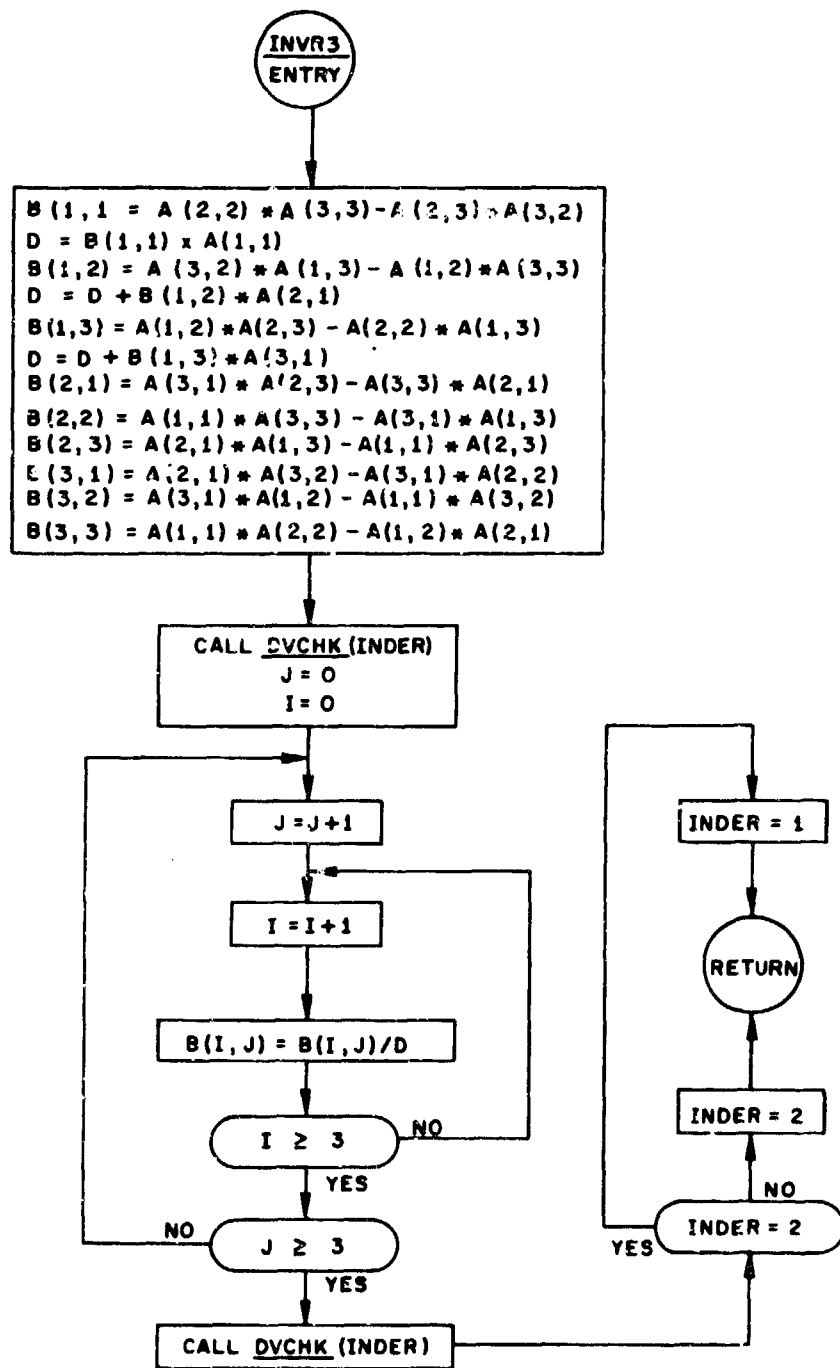 INVR3
ENTRY
B(1,1 = A(2,2)*A(3,3)-A(2,3)*A(3,2)
D = B(1,1) x A(1,1)
B(1,2) = A(3,2)*A(1,3)-A(1,2)*A(3,3)
D = D + B(1,2)*A(2,1)
B(1,3) = A(1,2)*A(2,3) - A(2,2)*A(1,3)
D = D + B(1,3)*A(3,1)
B(2,1) = A(3,1)* A(2,3)-A(3,3)*A(2,1)
B(2,2) = A(1,1)*A(3,3) - A(3,1)*A(1,3)
B(2,3) = A(2,1)*A(1,3) - A(1,1)*A(2,3)
B(3,1) = A(2,1)*A(3,2) - A(3,1)*A(2,2)
B(3,2) = A(3,1)*A(1,2) - A(1,1)*A(3,2)
B(3,3) = A(1,1)*A(2,2) - A(1,2)*A(2,1)
CALL DVCHK (INDER)
J = 0
I = 0
J = J+1
I = I+1
B(I,J) = B(I,J)/D
I ≥ 3
NO
YES
J ≥ 3
NO
YES
CALL DVCHK (INDER)
INDER = 2
YES
NO
INDER = 2
INDER = 1
RETURN